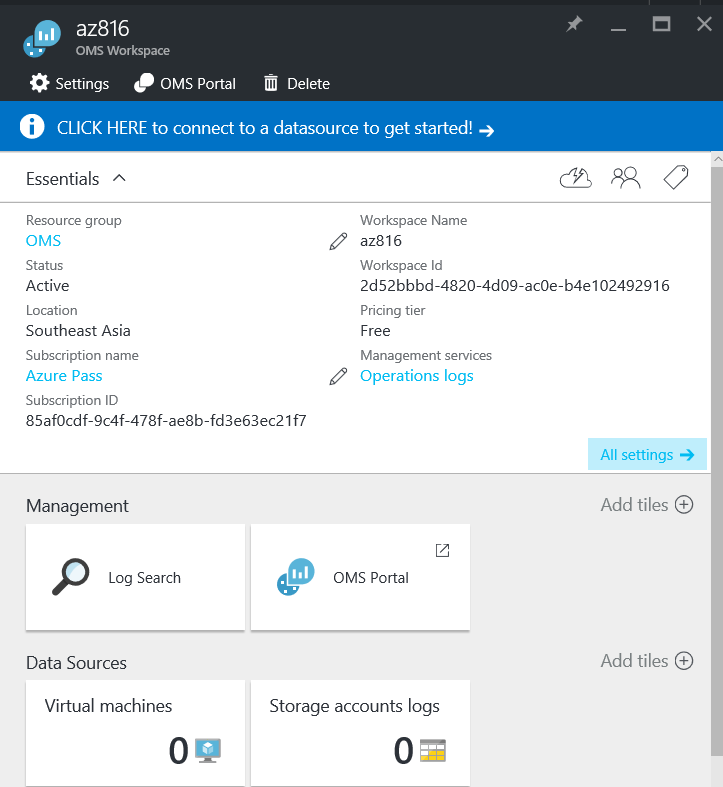 az816
OMS Workspace
Settings OMS Portal Delete
CLICK HERE to connect to a datasource to get started!
Essentials
Resource group
OMS
Workspace Name
az816
Status
Active
Workspace Id
2d52bbbd-4820-4d09-ac0e-b4e102492916
Location
Southeast Asia
Pricing tier
Free
Subscription name
Azure Pass
Management services
Operations logs
Subscription ID
85af0cdf-9c4f-478f-ae8b-fd3e63ec21f7
All settings
Management
Add tiles
Log Search
OMS Portal
Data Sources
Add tiles
Virtual machines
0
Storage accounts logs
0